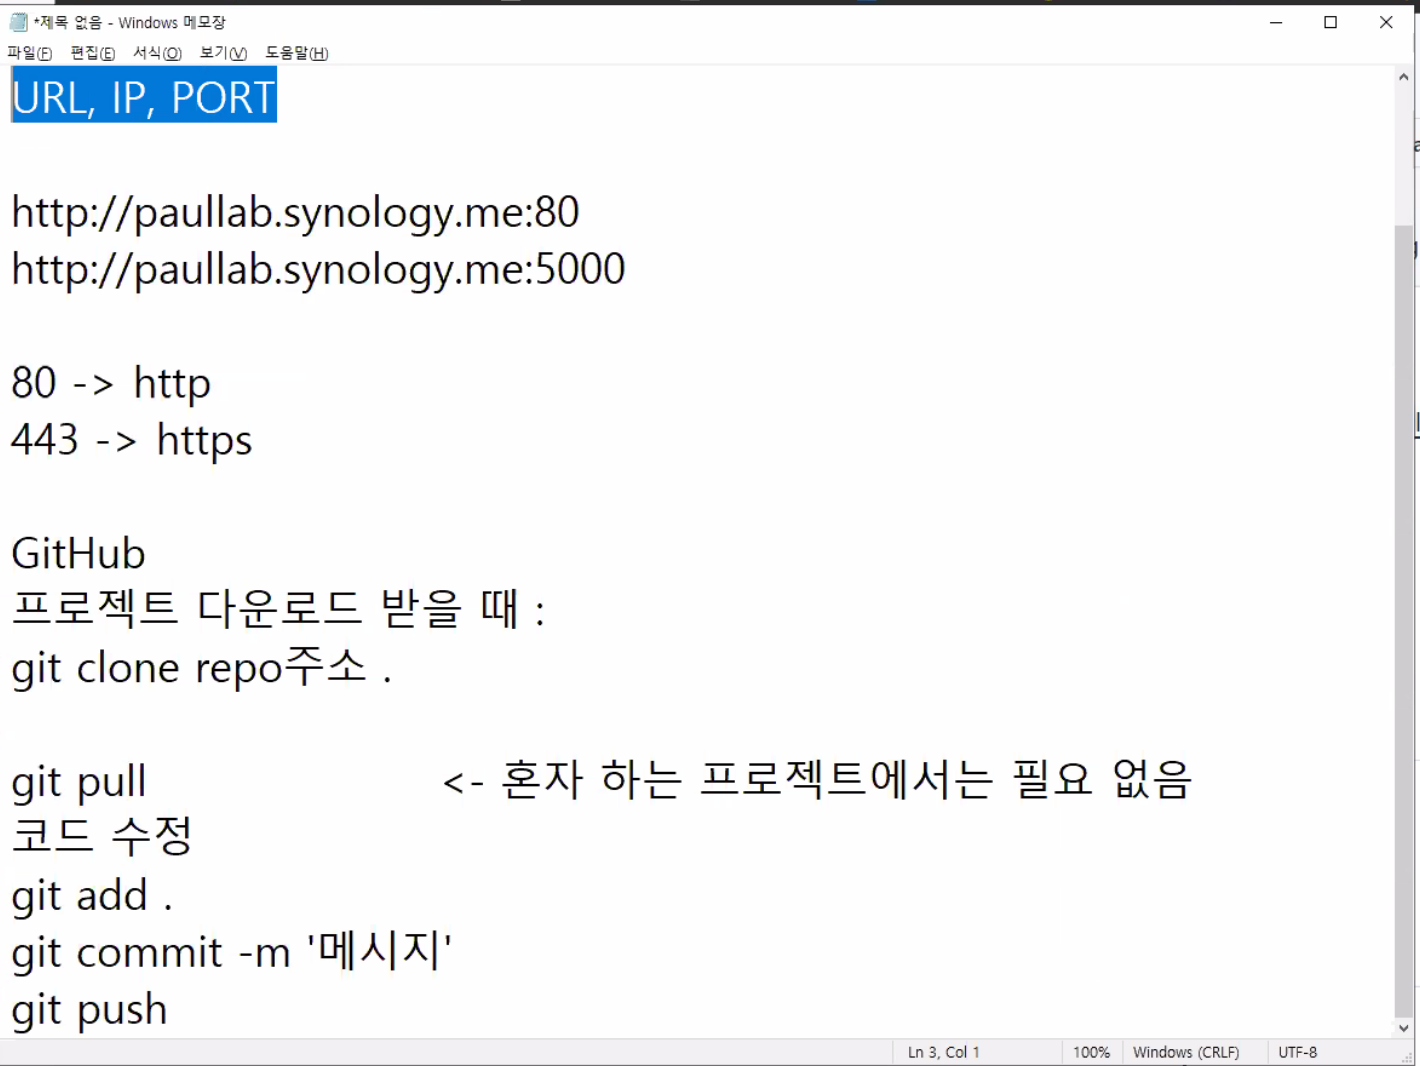 *제목 없음 - Windows 메모장
파일(F) 편집(E) 서식(O) 보기(V) 도움말(H)
URL, IP, PORT
http://paullab.synology.me:80
http://paullab.synology.me:5000
80 -> http
443 -> https
GitHub
프로젝트 다운로드 받을 때 :
git clone repo주소 .
git pull <- 혼자 하는 프로젝트에서는 필요 없음
코드 수정
git add .
git commit -m '메시지'
git push
Ln 3, Col 1 100% Windows (CRLF) UTF-8